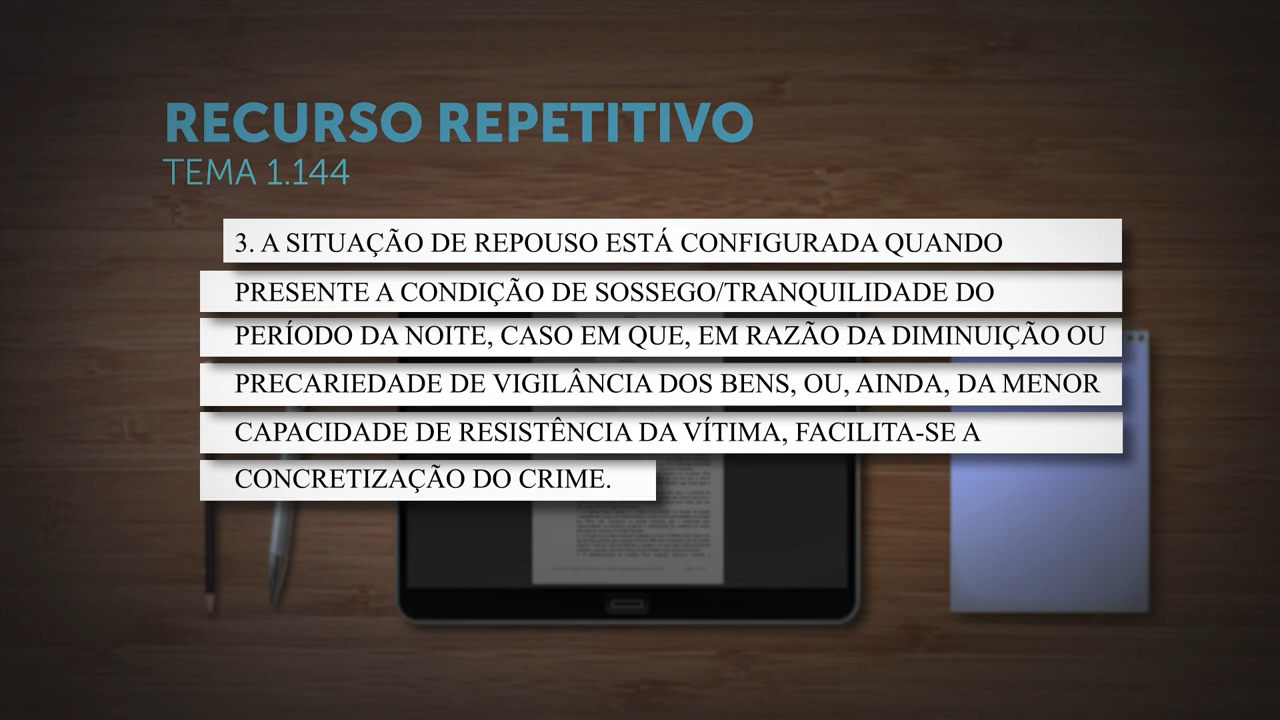 RECURSO REPETITIVO
TEMA 1.144
3. A SITUAÇÃO DE REPOUSO ESTÁ CONFIGURADA QUANDO
PRESENTE A CONDIÇÃO DE SOSSEGO/TRANQUILIDADE DO
PERÍODO DA NOITE, CASO EM QUE, EM RAZÃO DA DIMINUIÇÃO OU
PRECARIEDADE DE VIGILÂNCIA DOS BENS, OU, AINDA, DA MENOR
CAPACIDADE DE RESISTÊNCIA DA VÍTIMA, FACILITA-SE A
CONCRETIZAÇÃO DO CRIME.